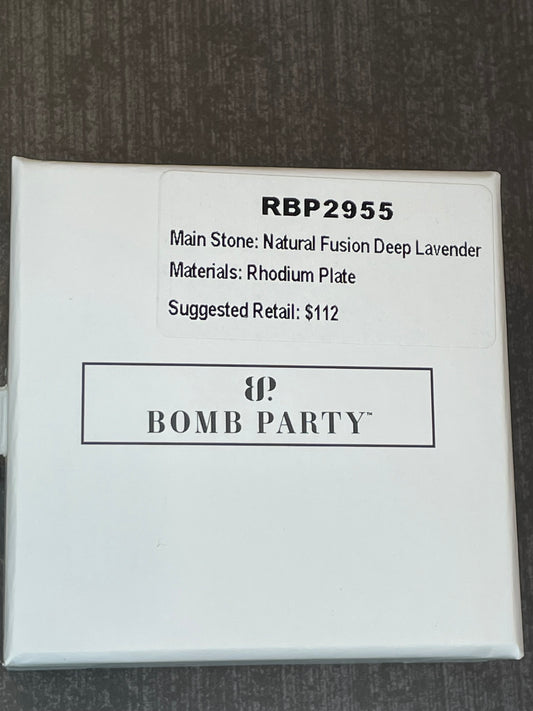 RBP2955
Main Stone: Natural Fusion Deep Lavender
Materials: Rhodium Plate
Suggested Retail: $112
BP.
BOMB PARTY™